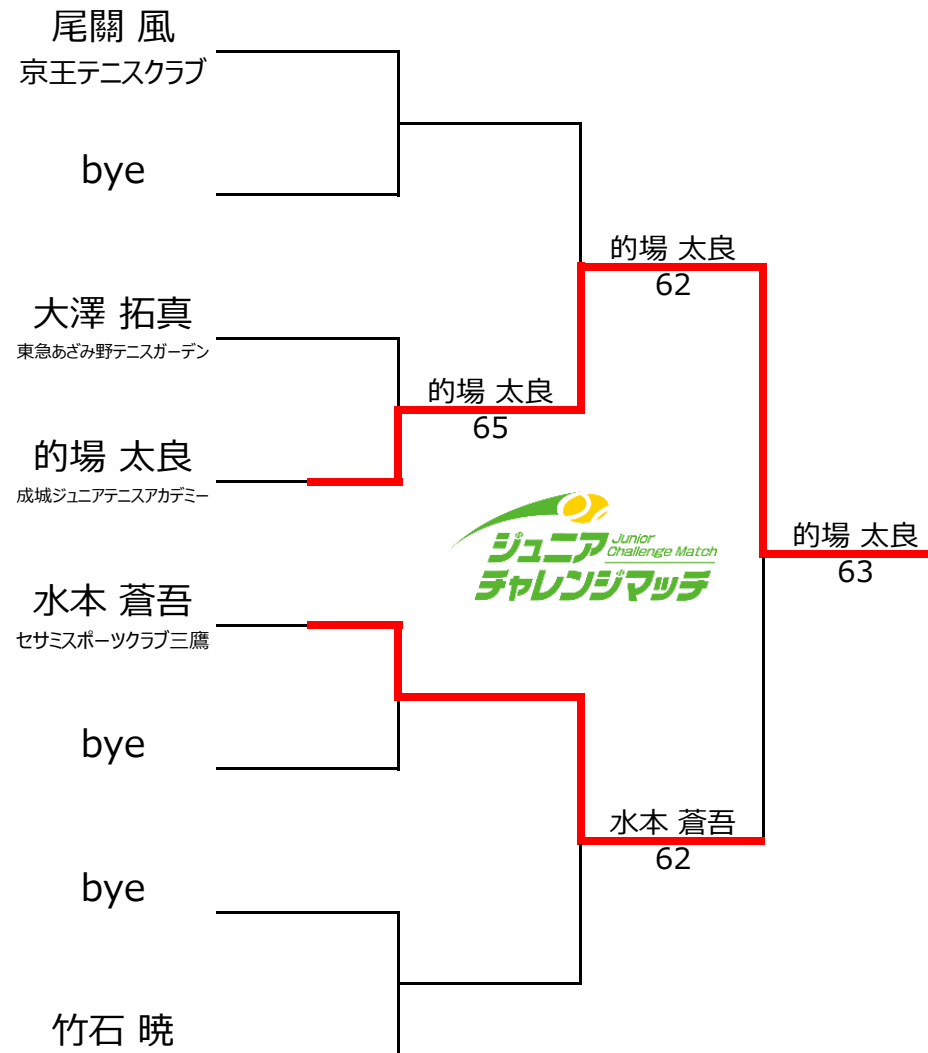 尾關 風
京王テニスクラブ
bye
的場 太良
62
大澤 拓真
東急あざみ野テニスガーデン
的場 太良
65
的場 太良
成城ジュニアテニスアカデミー
ジュニア Junior Challenge Match
チャレンジマッチ
的場 太良
63
水本 蒼吾
セサミスポーツクラブ三鷹
bye
水本 蒼吾
62
bye
竹石 暁